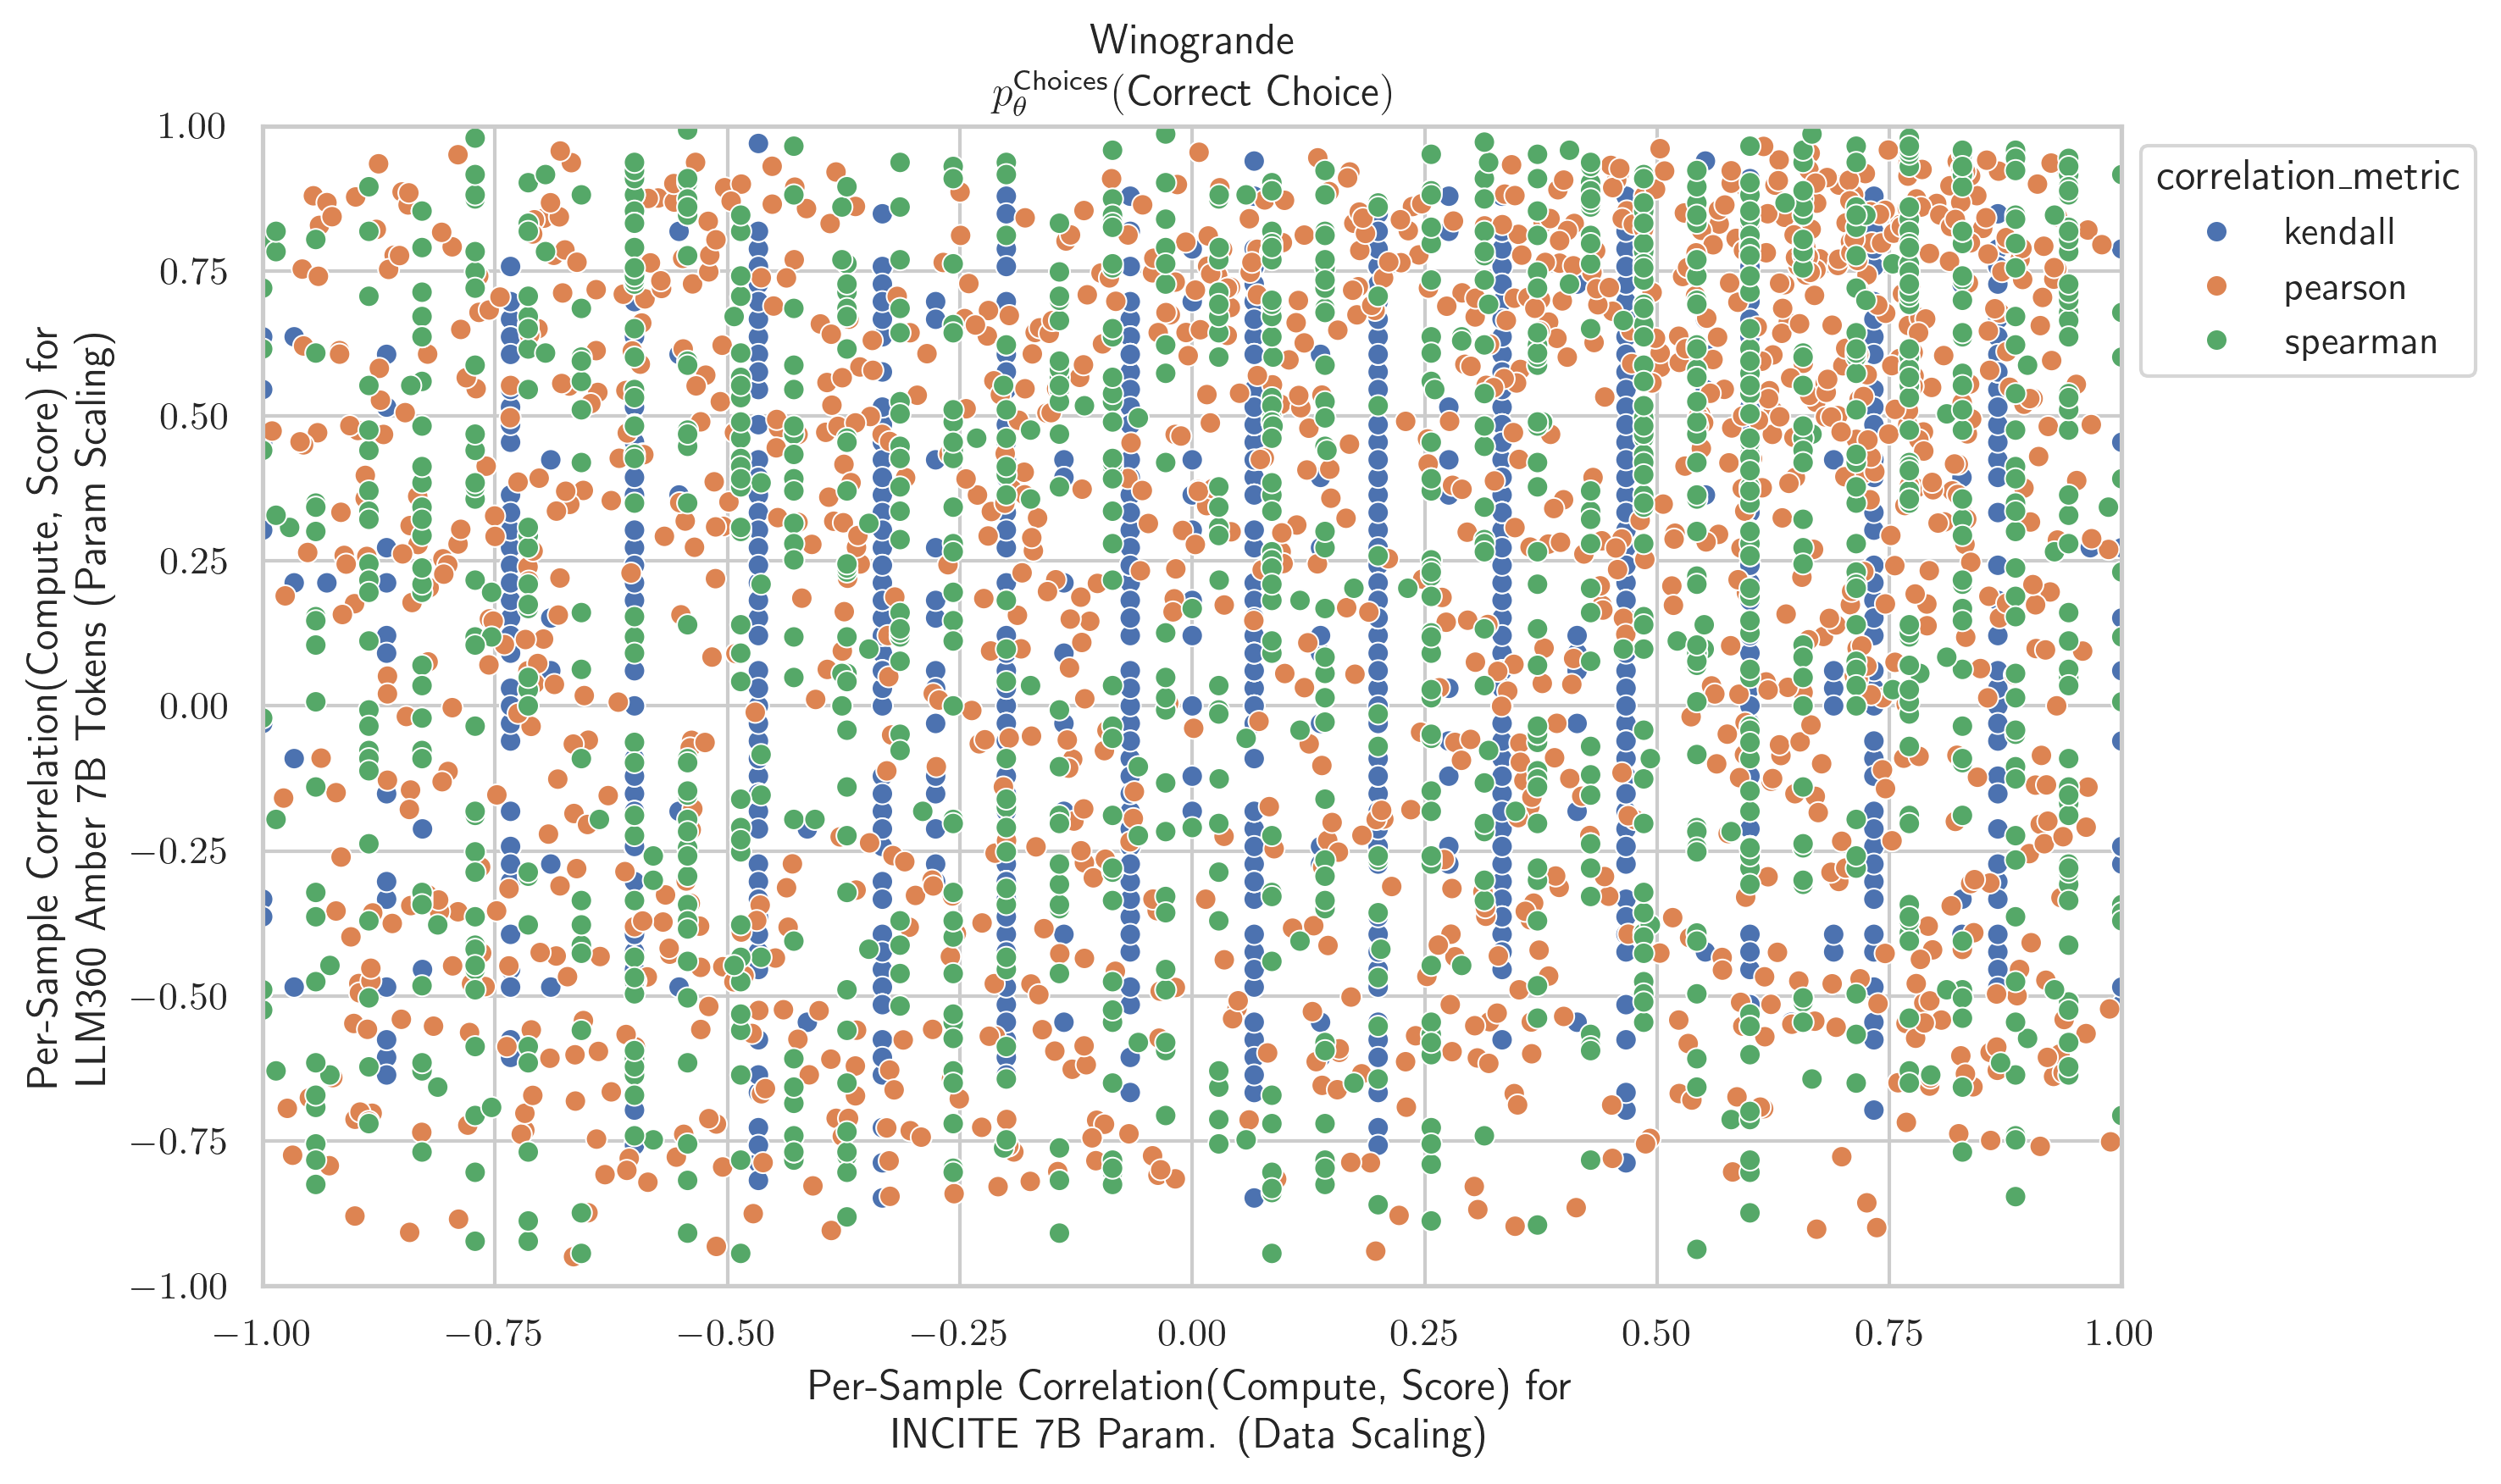 Winogrande
p_θ^Choices(Correct Choice)
Per-Sample Correlation(Compute, Score) for
LLM360 Amber 7B Tokens (Param Scaling)
1.00
0.75
0.50
0.25
0.00
−0.25
−0.50
−0.75
−1.00
−1.00 −0.75 −0.50 −0.25 0.00 0.25 0.50 0.75 1.00
Per-Sample Correlation(Compute, Score) for
INCITE 7B Param. (Data Scaling)
correlation_metric
kendall
pearson
spearman